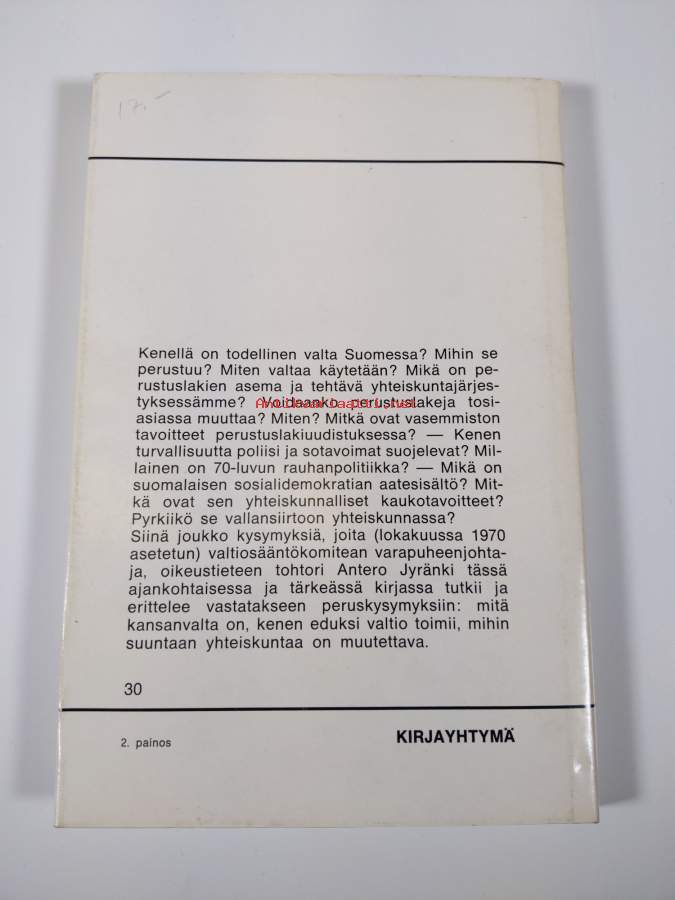 17,-
Kenellä on todellinen valta Suomessa? Mihin se
perustuu? Miten valtaa käytetään? Mikä on pe-
rustuslakien asema ja tehtävä yhteiskuntajärjes-
tyksessämme? Voidaanko perustuslakeja tosi-
Antikvariaatti.net
asiassa muuttaa? Miten? Mitkä ovat vasemmiston
tavoitteet perustuslakiuudistuksessa? — Kenen
turvallisuutta poliisi ja sotavoimat suojelevat? Mil-
lainen on 70-luvun rauhanpolitiikka? — Mikä on
suomalaisen sosialidemokratian aatesisältö? Mit-
kä ovat sen yhteiskunnalliset kaukotavoitteet?
Pyrkiikö se vallansiirtoon yhteiskunnassa?
Siinä joukko kysymyksiä, joita (lokakuussa 1970
asetetun) valtiosääntökomitean varapuheenjohta-
ja, oikeustieteen tohtori Antero Jyränki tässä
ajankohtaisessa ja tärkeässä kirjassa tutkii ja
erittelee vastatakseen peruskysymyksiin: mitä
kansanvalta on, kenen eduksi valtio toimii, mihin
suuntaan yhteiskuntaa on muutettava.
30
2. painos
KIRJAYHTYMÄ